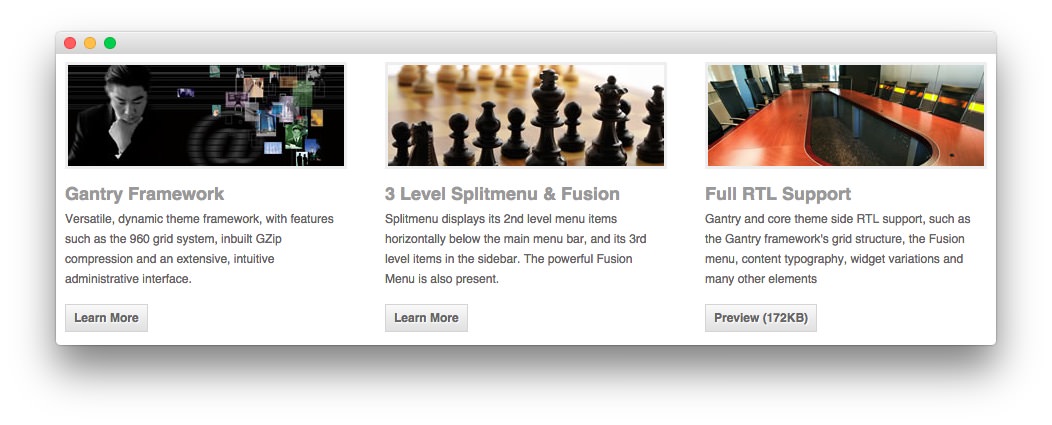 Gantry Framework
Versatile, dynamic theme framework, with features
such as the 960 grid system, inbuilt GZip
compression and an extensive, intuitive
administrative interface.
Learn More
3 Level Splitmenu & Fusion
Splitmenu displays its 2nd level menu items
horizontally below the main menu bar, and its 3rd
level items in the sidebar. The powerful Fusion
Menu is also present.
Learn More
Full RTL Support
Gantry and core theme side RTL support, such as
the Gantry framework's grid structure, the Fusion
menu, content typography, widget variations and
many other elements
Preview (172KB)